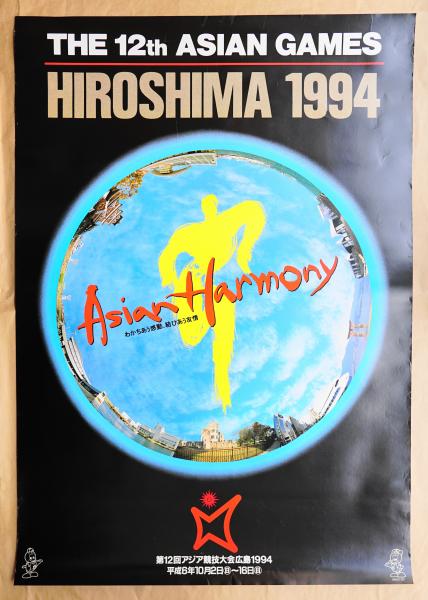 THE 12th ASIAN GAMES
HIROSHIMA 1994
Asian Harmony
わかちあう感動、結びあう友情
第12回アジア競技大会広島1994
平成6年10月2日㊐〜16日㊐